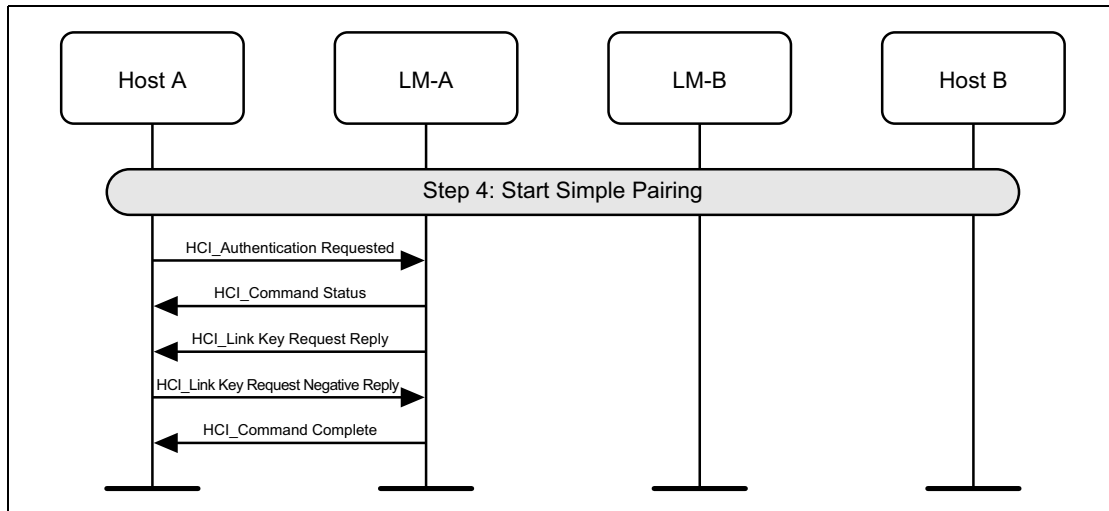 Host A
LM-A
LM-B
Host B
Step 4: Start Simple Pairing
HCI_Authentication Requested
HCI_Command Status
HCI_Link Key Request Reply
HCI_Link Key Request Negative Reply
HCI_Command Complete